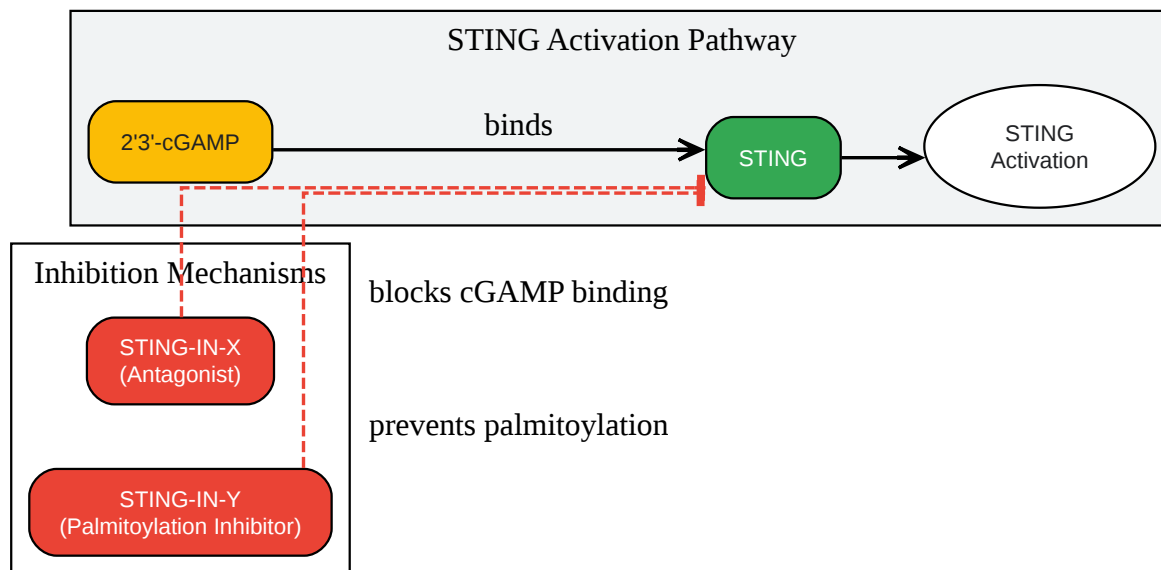 STING Activation Pathway
binds
2'3'-cGAMP
STING
STING
Activation
Inhibition Mechanisms
blocks cGAMP binding
STING-IN-X
(Antagonist)
prevents palmitoylation
STING-IN-Y
(Palmitoylation Inhibitor)